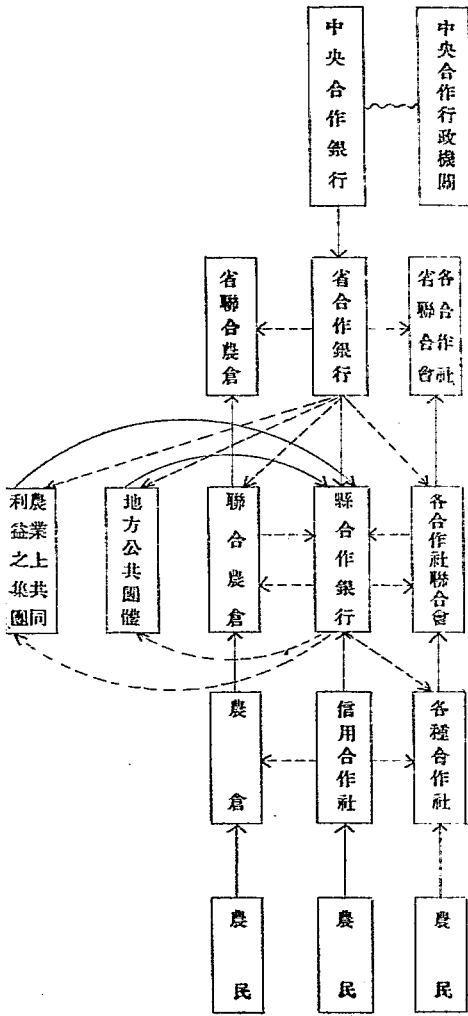 中央合作行政機關
中央合作銀行
各合作社
省聯合會
省合作銀行
省聯合農倉
各合作社聯合會
縣合作銀行
聯合農倉
地方公共團體
農業上共同
利益之集團
各種合作社
信用合作社
農倉
農民
農民
農民